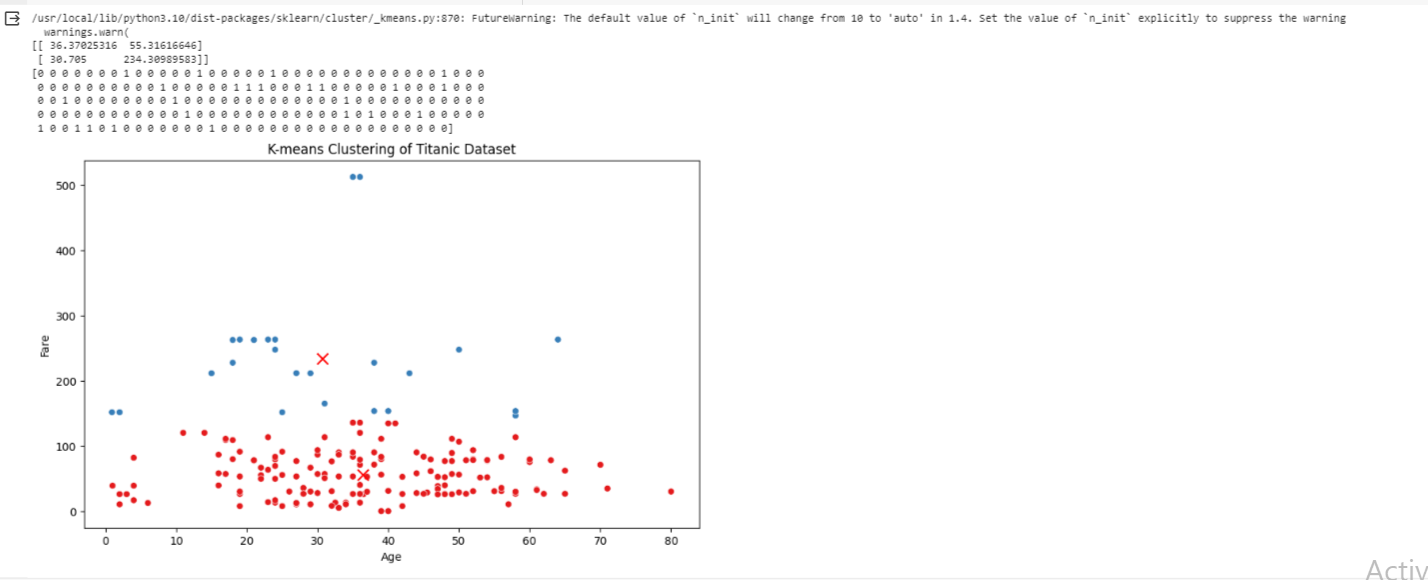 /usr/local/lib/python3.10/dist-packages/sklearn/cluster/_kmeans.py:870: FutureWarning: The default value of `n_init` will change from 10 to 'auto' in 1.4. Set the value of `n_init` explicitly to suppress the warning
warnings.warn(
[[ 36.37025316 55.31616646]
[ 30.705 234.30989583]]
[0 0 0 0 0 0 0 1 0 0 0 0 0 1 0 0 0 0 0 1 0 0 0 0 0 0 0 0 0 0 0 0 0 1 0 0 0
0 0 0 0 0 0 0 0 0 0 1 0 0 0 0 0 1 1 1 0 0 0 1 1 0 0 0 0 0 1 0 0 0 1 0 0 0
0 0 1 0 0 0 0 0 0 0 0 1 0 0 0 0 0 0 0 0 0 0 0 0 0 1 0 0 0 0 0 0 0 0 0 0 0
0 0 0 0 0 0 0 0 0 0 0 0 1 0 0 0 0 0 0 0 0 0 0 0 0 1 0 1 0 0 0 1 0 0 0 0 0
1 0 0 1 1 0 1 0 0 0 0 0 0 0 1 0 0 0 0 0 0 0 0 0 0 0 0 0 0 0 0 0 0 0]
K-means Clustering of Titanic Dataset
500
400
300
200
100
0
Fare
0 10 20 30 40 50 60 70 80
Age
Activ